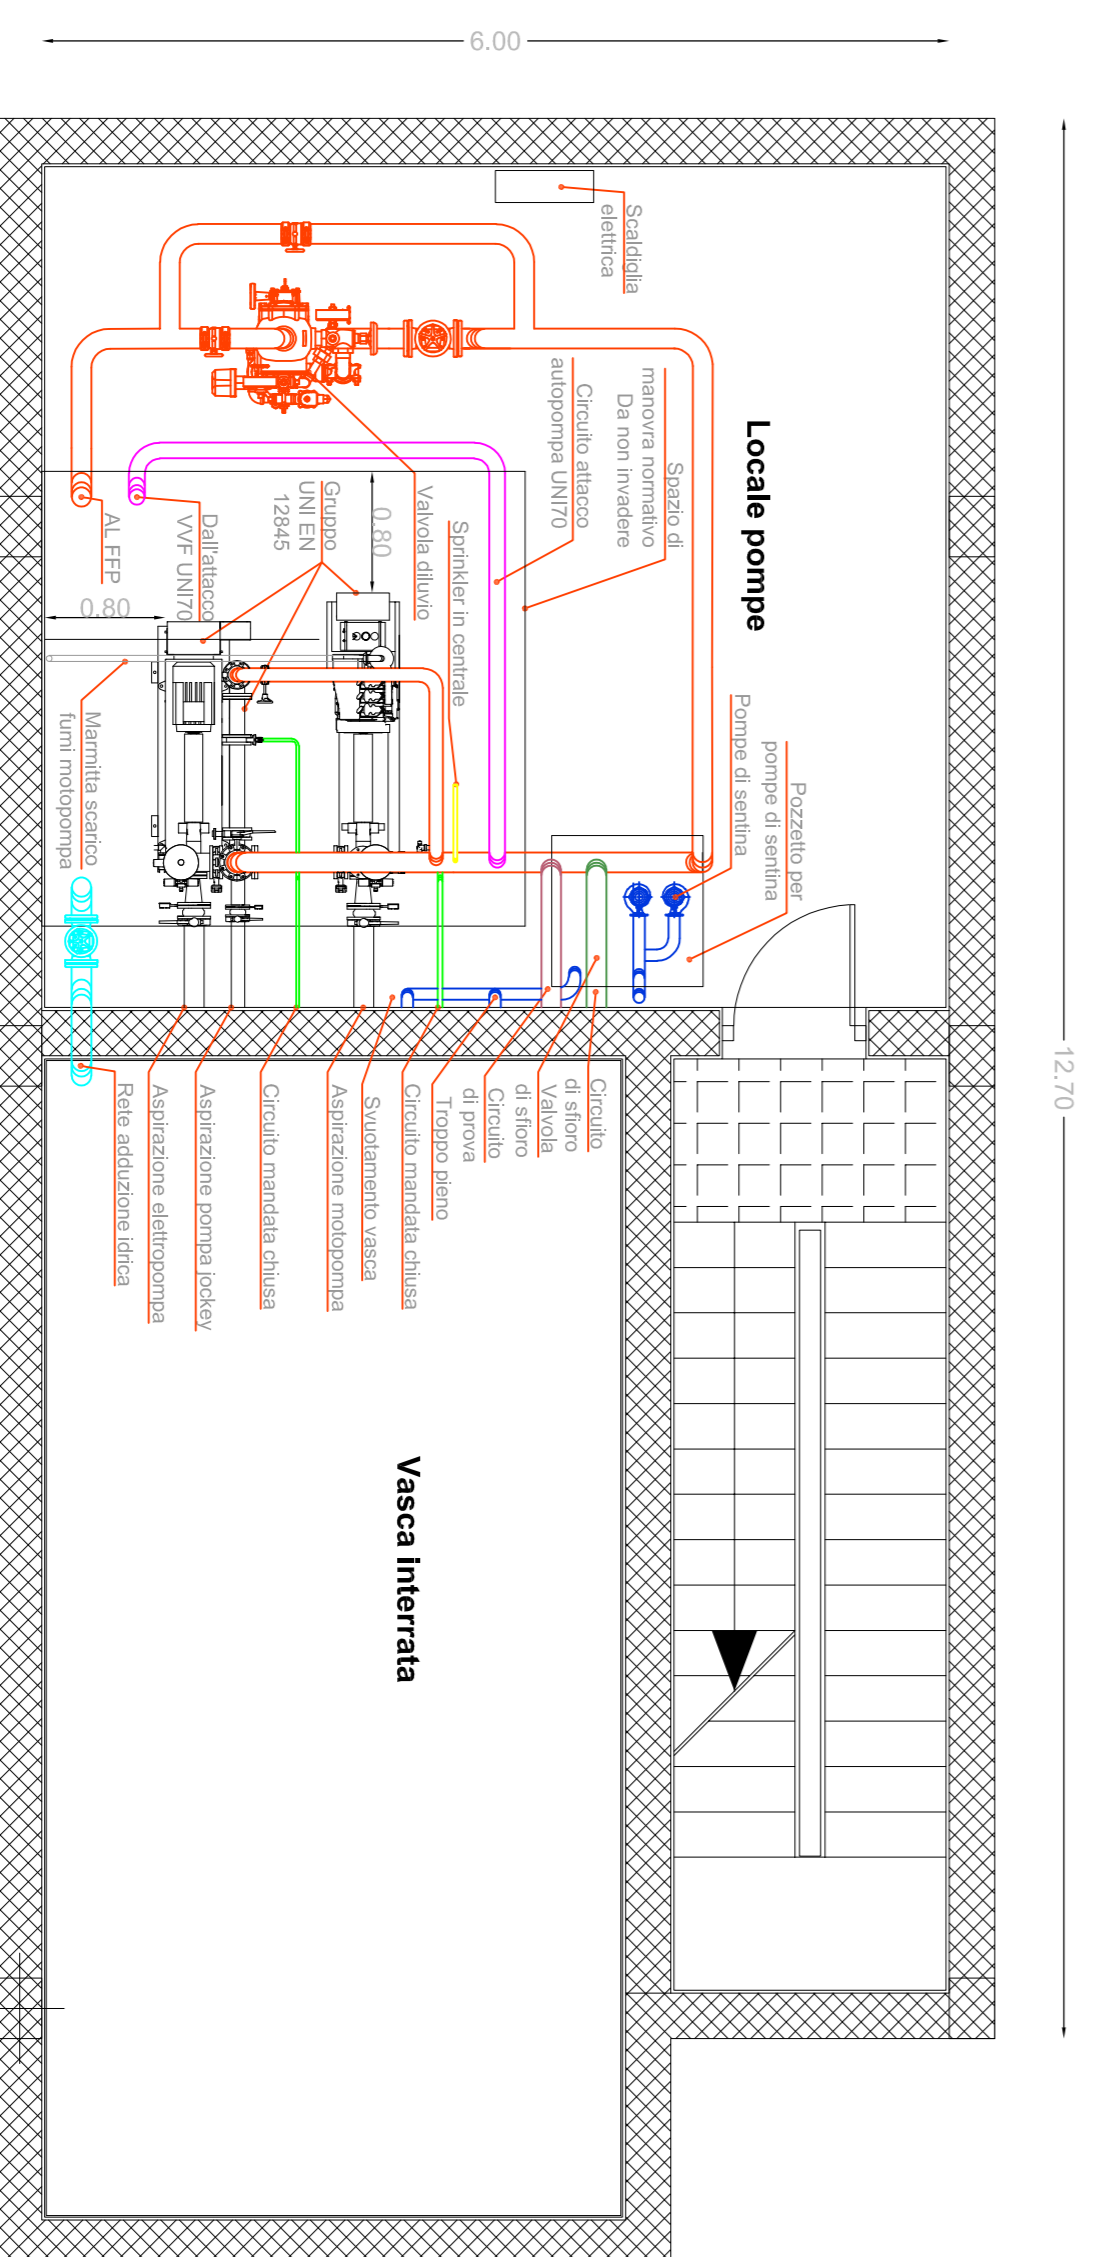 6.00
12.70
Locale pompe
Scaldiglia
elettrica
Spazio di
manovra normativo
Da non invadere
Circuito attacco
autopompa UNI70
Sprinkler in centrale
Valvola diluvio
0.80
Gruppo
UNI EN
12845
Dall'attacco
VVF UNI70
AL FFP
0.80
Pozzetto per
pompe di sentina
Pompe di sentina
Marmitta scarico
fumi motopompa
Circuito
di sfioro
Valvola
di sfioro
Circuito
di prova
Troppo pieno
Circuito mandata chiusa
Svuotamento vasca
Aspirazione motopompa
Circuito mandata chiusa
Aspirazione pompa jockey
Aspirazione elettropompa
Rete adduzione idrica
Vasca interrata